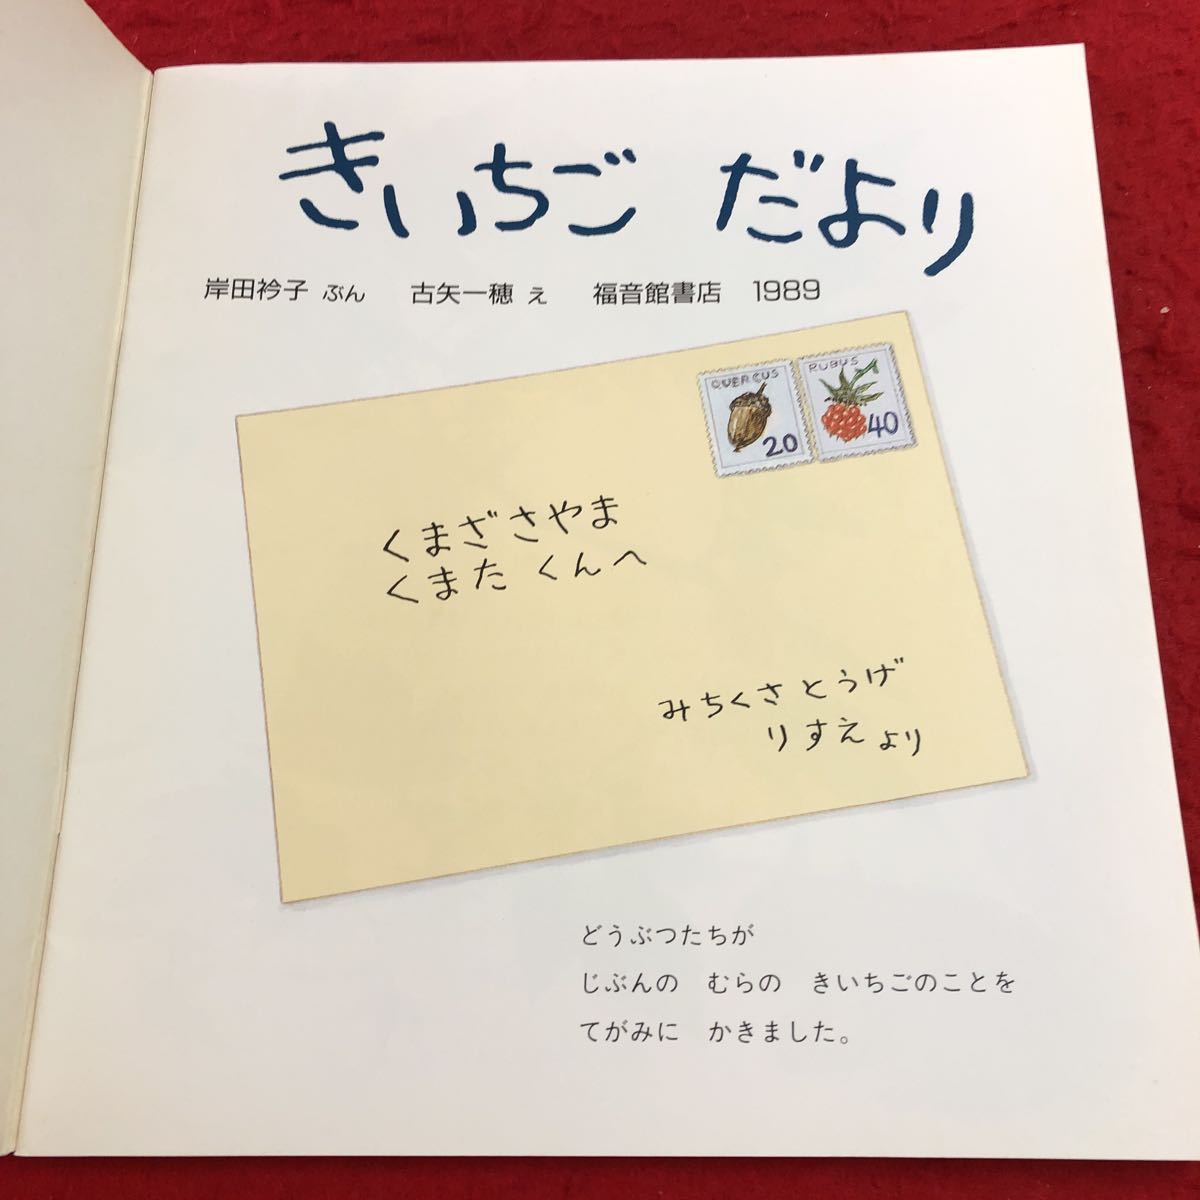 きいちご だより
岸田衿子 ぶん 古矢一穂 え 福音館書店 1989
QUERCUS
20
RUBUS
40
くまざさやま
くまた くんへ
みちくさとうげ
りすえより
どうぶつたちが
じぶんの むらの きいちごのことを
てがみに かきました。